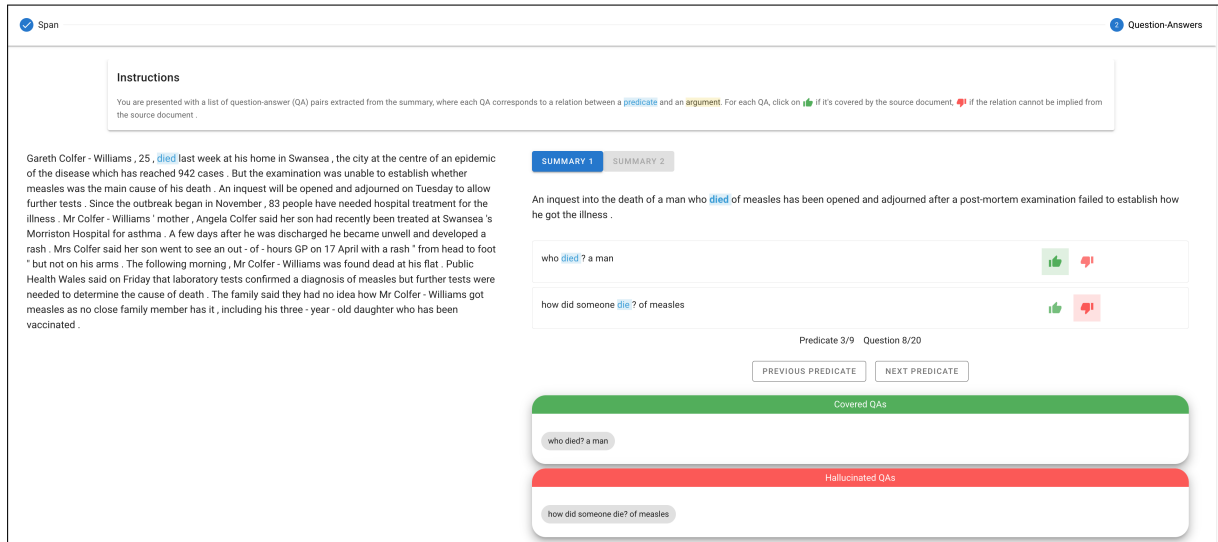 Span
2 Question-Answers
Instructions
You are presented with a list of question-answer (QA) pairs extracted from the summary, where each QA corresponds to a relation between a predicate and an argument. For each QA, click on if it's covered by the source document, if the relation cannot be implied from
the source document .
Gareth Colfer - Williams , 25 , died last week at his home in Swansea , the city at the centre of an epidemic
of the disease which has reached 942 cases . But the examination was unable to establish whether
measles was the main cause of his death . An inquest will be opened and adjourned on Tuesday to allow
further tests . Since the outbreak began in November , 83 people have needed hospital treatment for the
illness . Mr Colfer - Williams ' mother , Angela Colfer said her son had recently been treated at Swansea 's
Morriston Hospital for asthma . A few days after he was discharged he became unwell and developed a
rash . Mrs Colfer said her son went to see an out - of - hours GP on 17 April with a rash " from head to foot
" but not on his arms . The following morning , Mr Colfer - Williams was found dead at his flat . Public
Health Wales said on Friday that laboratory tests confirmed a diagnosis of measles but further tests were
needed to determine the cause of death . The family said they had no idea how Mr Colfer - Williams got
measles as no close family member has it , including his three - year - old daughter who has been
vaccinated .
SUMMARY 1 SUMMARY 2
An inquest into the death of a man who died of measles has been opened and adjourned after a post-mortem examination failed to establish how
he got the illness .
who died ? a man
how did someone die ? of measles
Predicate 3/9 Question 8/20
PREVIOUS PREDICATE NEXT PREDICATE
Covered QAs
who died? a man
Hallucinated QAs
how did someone die? of measles